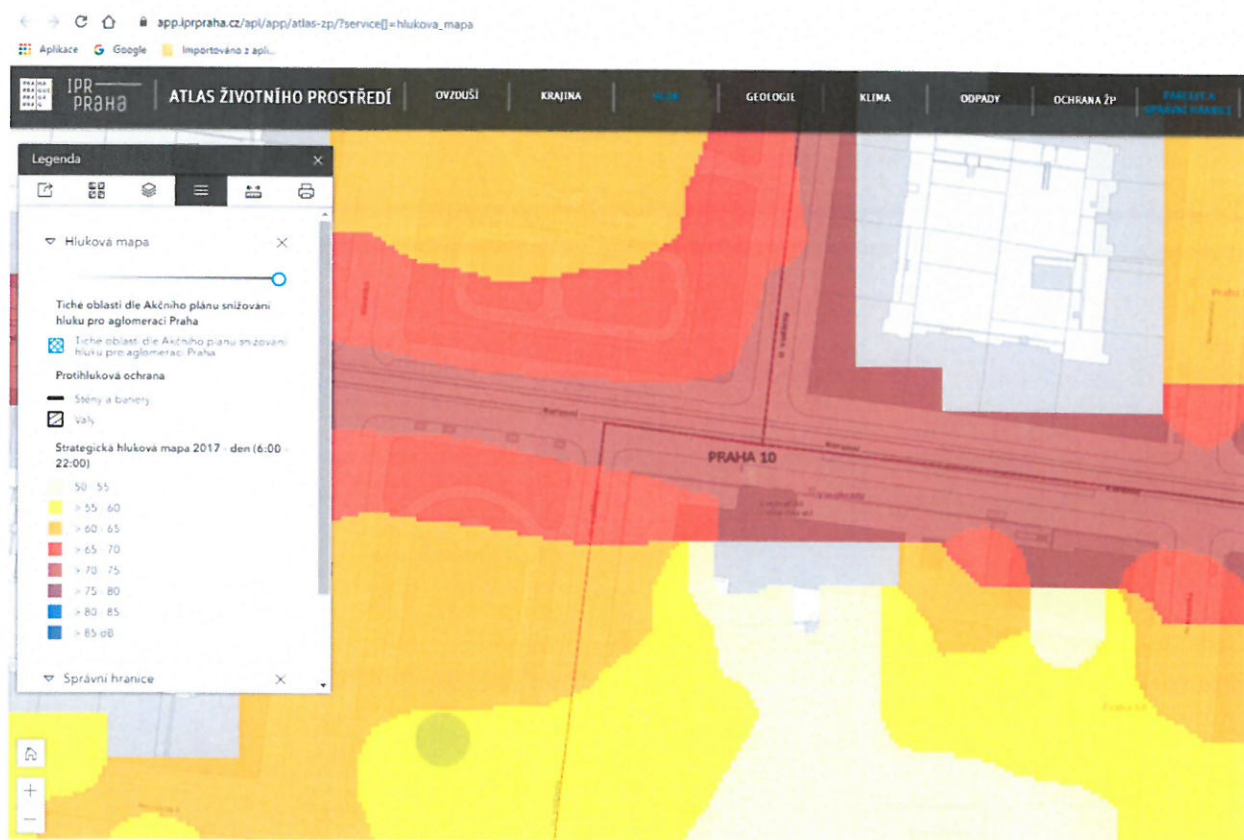 app.iprpraha.cz/api/app/atlas-zp/?service[]=hlukova_mapa
Aplikace Google Importováno z apli...
IPR
PRAHA
ATLAS ŽIVOTNÍHO PROSTŘEDÍ
OVZDUŠÍ
KRAJINA
HLUK
GEOLOGIE
KLIMA
ODPADY
OCHRANA ŽP
Legenda
Hluková mapa
Tiché oblasti dle Akčního plánu snižování
hluku pro aglomeraci Praha
Tiché oblasti dle Akčního plánu snižování
hluku pro aglomeraci Praha
Protihluková ochrana
Stěny a bariéry
Valy
Strategická hluková mapa 2017 - den (6:00 -
22:00)
50 - 55
> 55 - 60
> 60 - 65
> 65 - 70
> 70 - 75
> 75 - 80
> 80 - 85
> 85 dB
Správní hranice
PRAHA 10